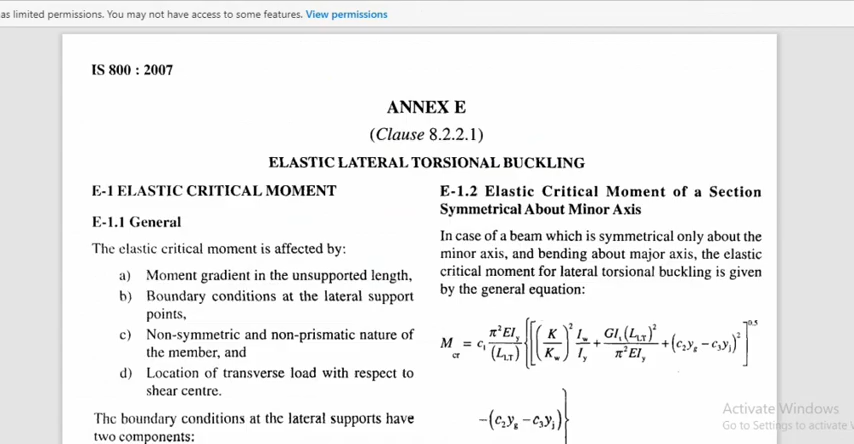 as limited permissions. You may not have access to some features. View permissions
IS 800 : 2007
ANNEX E
(Clause 8.2.2.1)
ELASTIC LATERAL TORSIONAL BUCKLING
E-1 ELASTIC CRITICAL MOMENT
E-1.1 General
The elastic critical moment is affected by:
a) Moment gradient in the unsupported length,
b) Boundary conditions at the lateral support
points,
c) Non-symmetric and non-prismatic nature of
the member, and
d) Location of transverse load with respect to
shear centre.
The boundary conditions at the lateral supports have
two components:
E-1.2 Elastic Critical Moment of a Section
Symmetrical About Minor Axis
In case of a beam which is symmetrical only about the
minor axis, and bending about major axis, the elastic
critical moment for lateral torsional buckling is given
by the general equation:
M_cr = c₁ π²EI_y/(L_LT) {[(K/K_w)² I_w/I_y + GI_t(L_LT)²/π²EI_y + (c₂y_g − c₃y_j)²]^0.5
−(c₂y_g − c₃y_j)}
Activate Windows
Go to Settings to activate